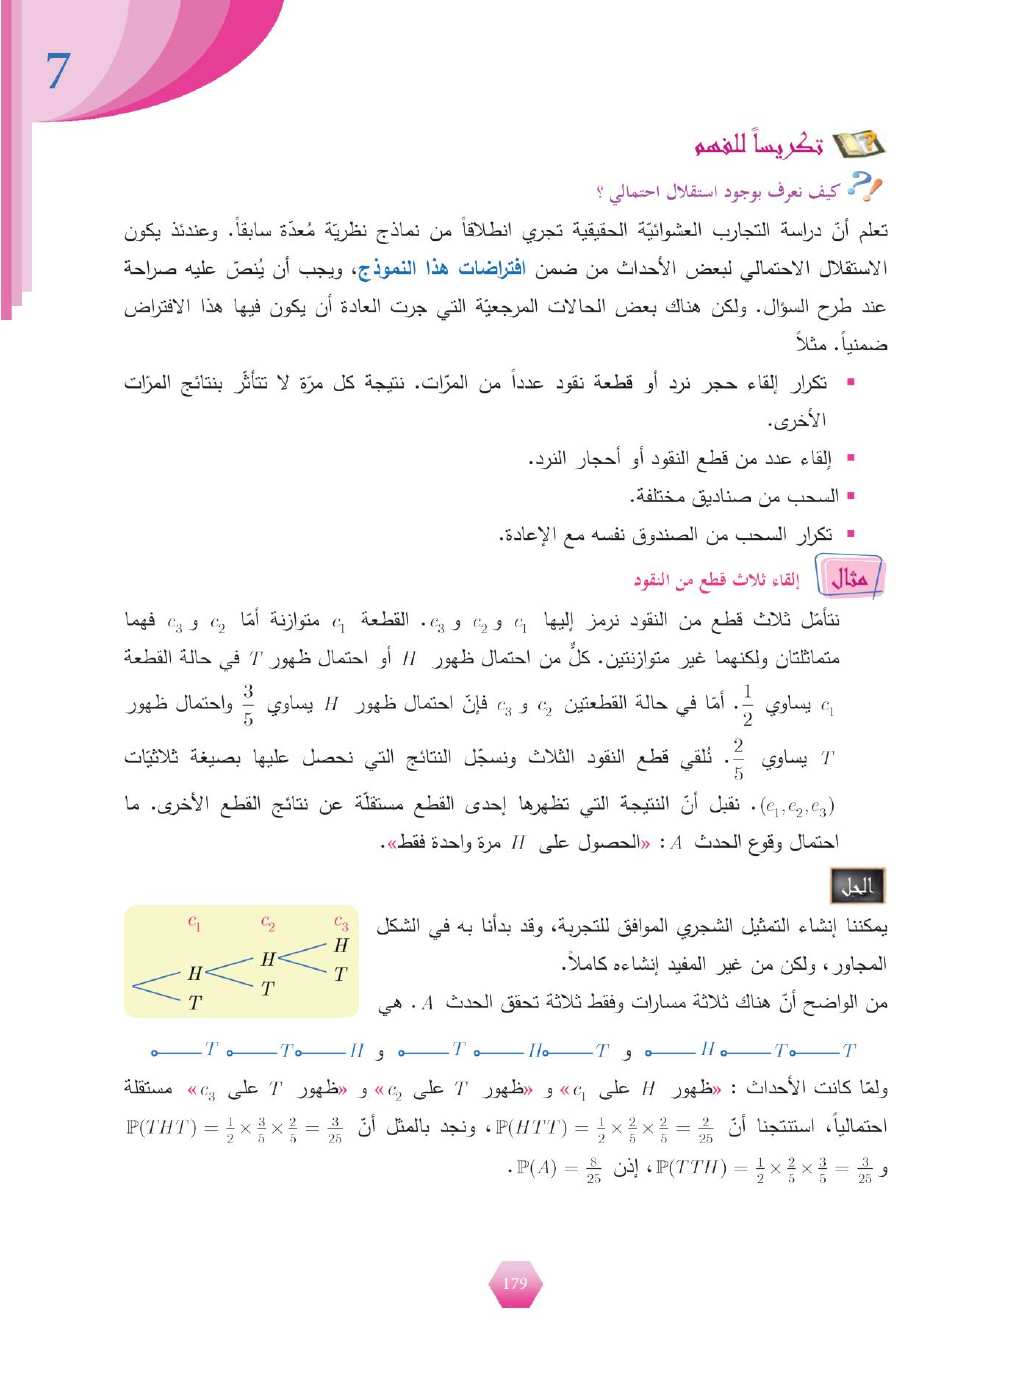 7
تكريساً للفهم
كيف نعرف بوجود استقلال احتمالي ؟
تعلم أنّ دراسة التجارب العشوائيّة الحقيقية تجري انطلاقاً من نماذج نظريّة مُعدّة سابقاً. وعندئذ يكون
الاستقلال الاحتمالي لبعض الأحداث من ضمن افتراضات هذا النموذج، ويجب أن يُنصّ عليه صراحة
عند طرح السؤال. ولكن هناك بعض الحالات المرجعيّة التي جرت العادة أن يكون فيها هذا الافتراض
ضمنياً. مثلاً
▪ تكرار إلقاء حجر نرد أو قطعة نقود عدداً من المرّات. نتيجة كل مرّة لا تتأثّر بنتائج المرّات
الأخرى.
▪ إلقاء عدد من قطع النقود أو أحجار النرد.
▪ السحب من صناديق مختلفة.
▪ تكرار السحب من الصندوق نفسه مع الإعادة.
مثال إلقاء ثلاث قطع من النقود
نتأمّل ثلاث قطع من النقود نرمز إليها c₁ و c₂ و c₃. القطعة c₁ متوازنة أمّا c₂ و c₃ فهما
متماثلتان ولكنهما غير متوازنتين. كلٌّ من احتمال ظهور H أو احتمال ظهور T في حالة القطعة
c₁ يساوي 1/2. أمّا في حالة القطعتين c₂ و c₃ فإنّ احتمال ظهور H يساوي 3/5 واحتمال ظهور
T يساوي 2/5. نُلقي قطع النقود الثلاث ونسجّل النتائج التي نحصل عليها بصيغة ثلاثيّات
(e₁,e₂,e₃). نقبل أنّ النتيجة التي تظهرها إحدى القطع مستقلّة عن نتائج القطع الأخرى. ما
احتمال وقوع الحدث A : «الحصول على H مرة واحدة فقط».
الحل
يمكننا إنشاء التمثيل الشجري الموافق للتجربة، وقد بدأنا به في الشكل
المجاور، ولكن من غير المفيد إنشاءه كاملاً.
من الواضح أنّ هناك ثلاثة مسارات وفقط ثلاثة تحقق الحدث A. هي
c₁ c₂ c₃
H
H
T
H
T
T
T T H و T H T و H T T
ولمّا كانت الأحداث : «ظهور H على c₁» و «ظهور T على c₂» و «ظهور T على c₃» مستقلة
احتمالياً، استنتجنا أنّ ℙ(HTT) = 1/2 × 2/5 × 2/5 = 2/25، ونجد بالمثل أنّ ℙ(THT) = 1/2 × 3/5 × 2/5 = 3/25
و ℙ(TTH) = 1/2 × 2/5 × 3/5 = 3/25، إذن ℙ(A) = 8/25.
179